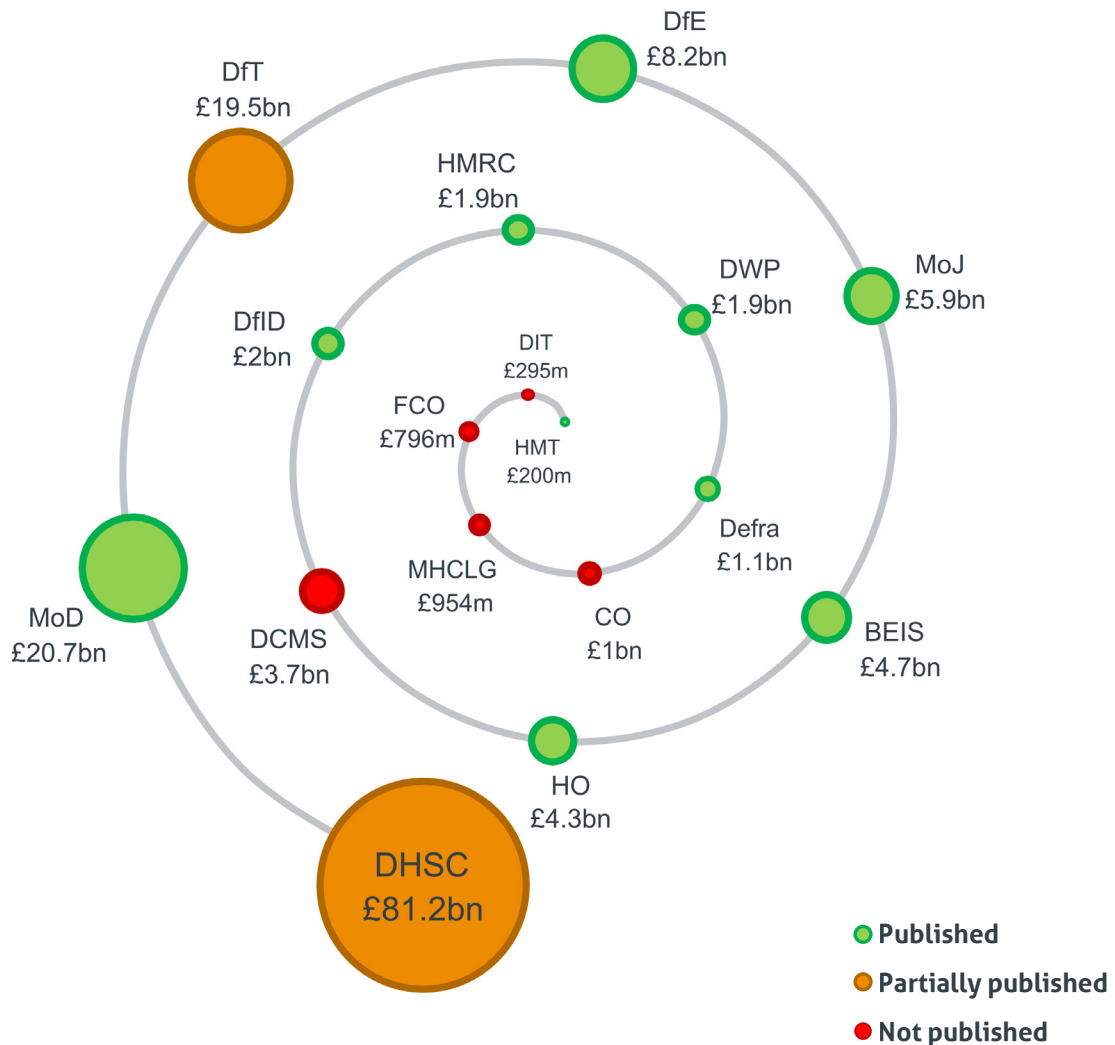 DfE
£8.2bn
DfT
£19.5bn
HMRC
£1.9bn
DWP
£1.9bn
MoJ
£5.9bn
DfID
£2bn
DIT
£295m
FCO
£796m
HMT
£200m
Defra
£1.1bn
MHCLG
£954m
CO
£1bn
BEIS
£4.7bn
MoD
£20.7bn
DCMS
£3.7bn
HO
£4.3bn
DHSC
£81.2bn
Published
Partially published
Not published